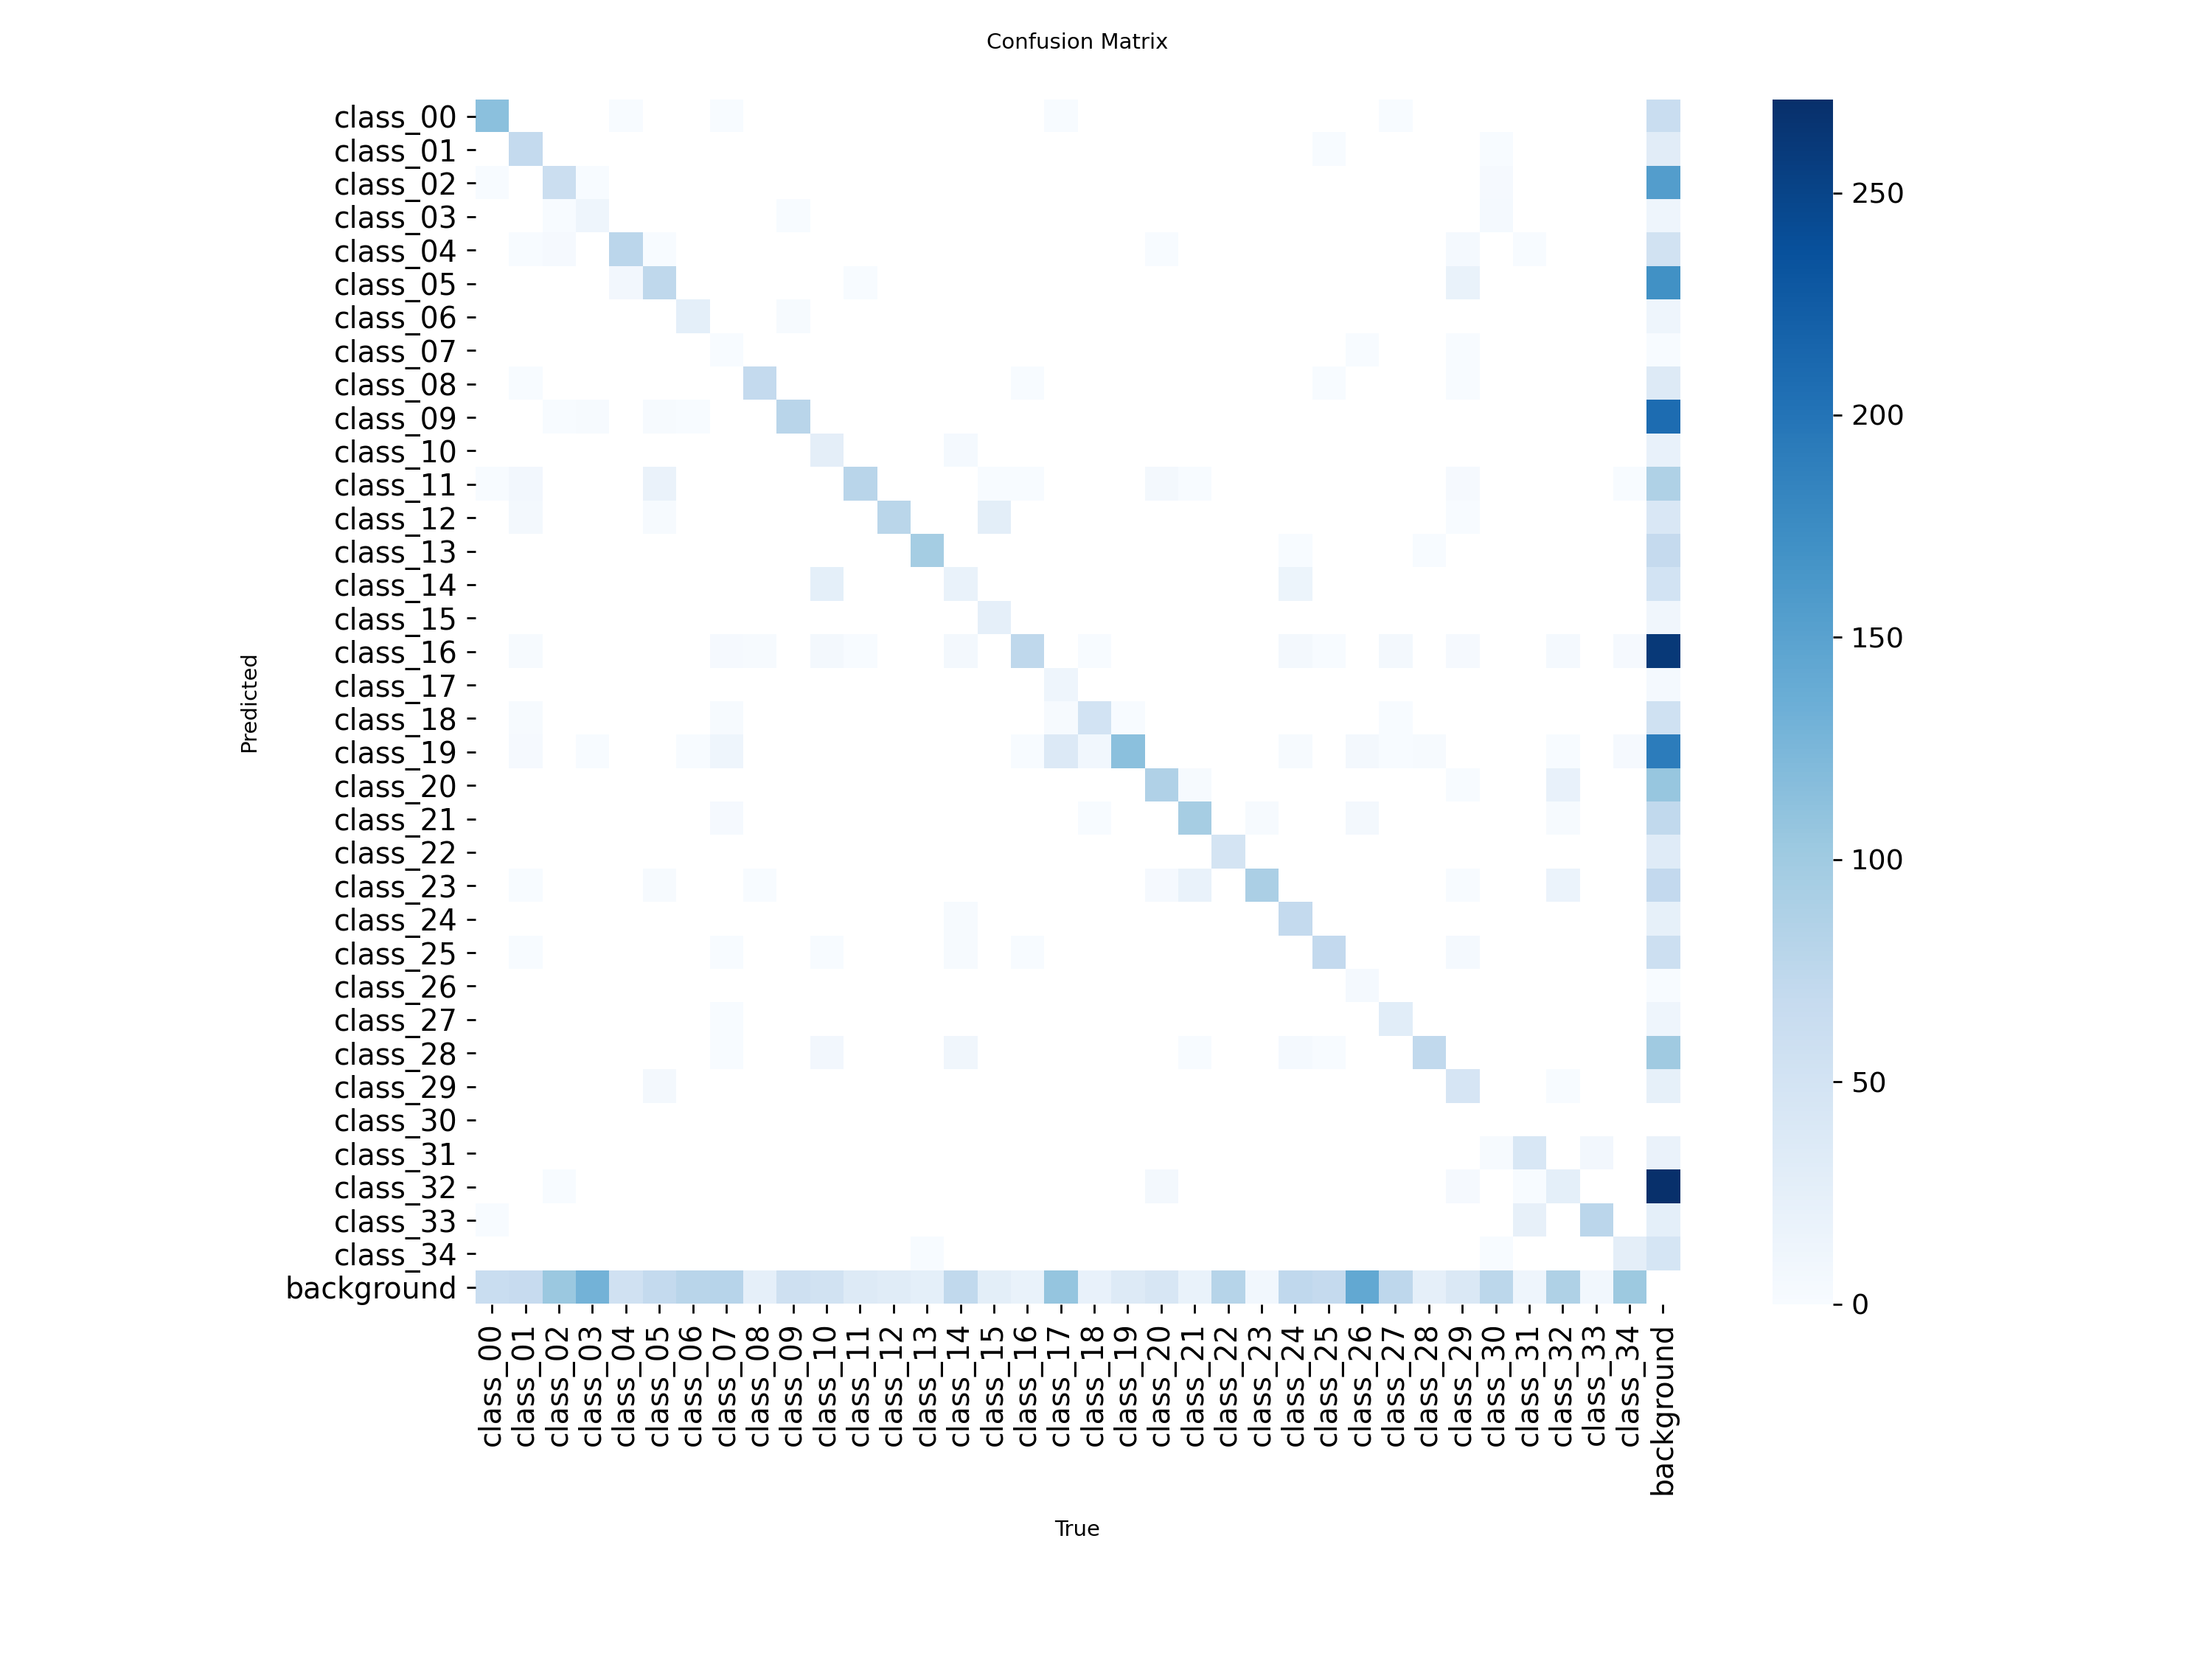 Confusion Matrix
class_00
class_01
class_02
class_03
class_04
class_05
class_06
class_07
class_08
class_09
class_10
class_11
class_12
class_13
class_14
class_15
class_16
class_17
class_18
class_19
class_20
class_21
class_22
class_23
class_24
class_25
class_26
class_27
class_28
class_29
class_30
class_31
class_32
class_33
class_34
background
Predicted
class_00
class_01
class_02
class_03
class_04
class_05
class_06
class_07
class_08
class_09
class_10
class_11
class_12
class_13
class_14
class_15
class_16
class_17
class_18
class_19
class_20
class_21
class_22
class_23
class_24
class_25
class_26
class_27
class_28
class_29
class_30
class_31
class_32
class_33
class_34
background
True
250
200
150
100
50
0